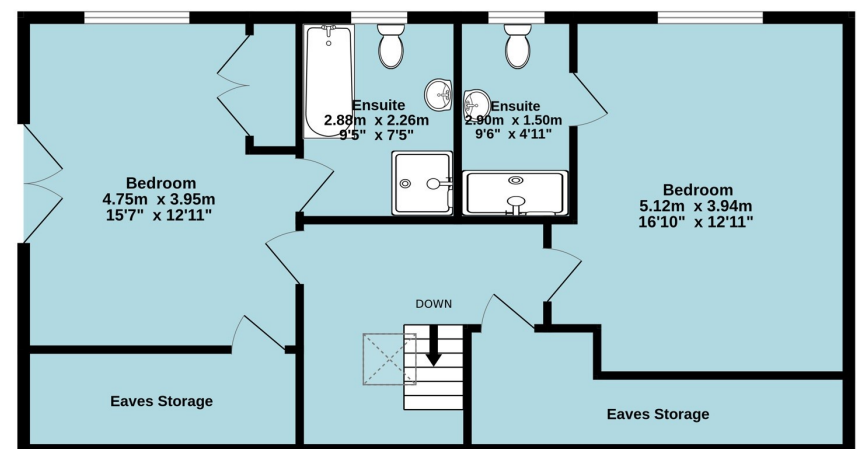 Ensuite
2.88m x 2.26m
9'5" x 7'5"
Ensuite
2.90m x 1.50m
9'6" x 4'11"
Bedroom
4.75m x 3.95m
15'7" x 12'11"
Bedroom
5.12m x 3.94m
16'10" x 12'11"
DOWN
Eaves Storage
Eaves Storage